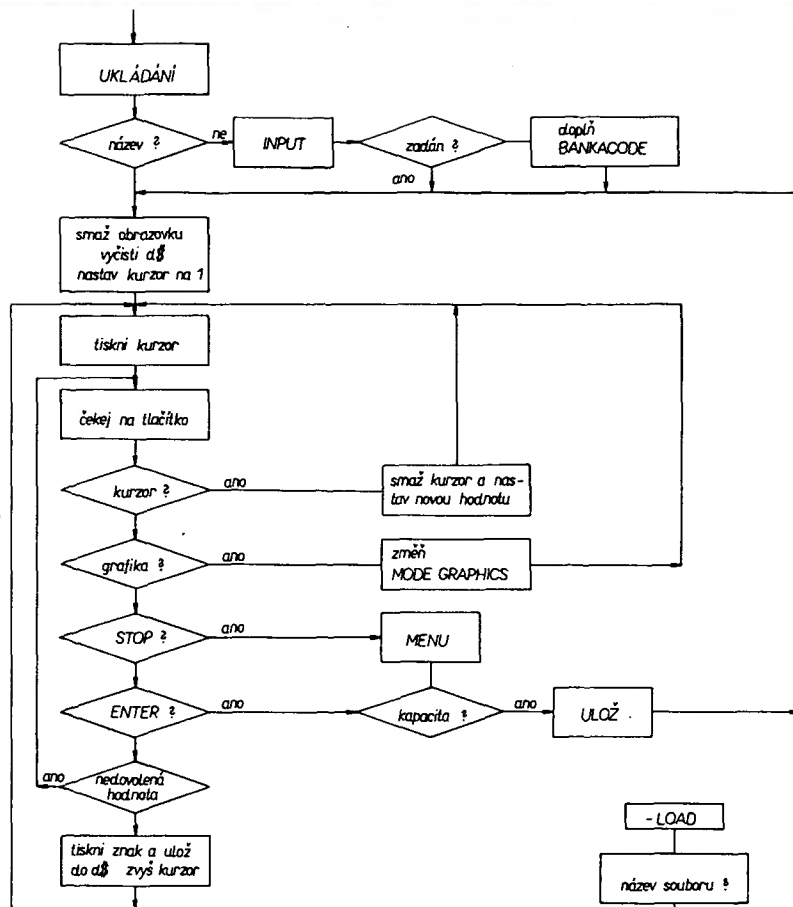 UKLÁDÁNÍ
název ?
ne
INPUT
zadán ?
doplň
BANKACODE
ano
smaž obrazovku
vyčisti d$
nastav kurzor na 1
tiskni kurzor
čekej na tlačítko
kurzor ?
ano
smaž kurzor a nas-
tav novou hodnotu
grafika ?
ano
změň
MODE GRAPHICS
STOP ?
ano
MENU
ENTER ?
ano
kapacita ?
ano
ULOŽ
ano
nedovolená
hodnota
tiskni znak a ulož
do d$ zvyš kurzor
-LOAD
název souboru ?